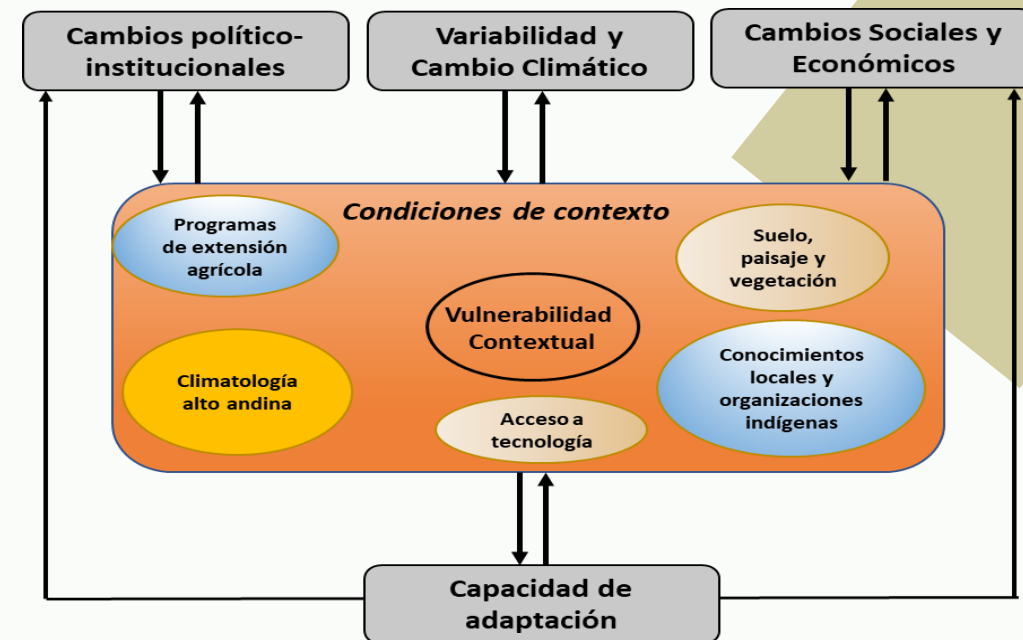 Cambios político-
institucionales
Variabilidad y
Cambio Climático
Cambios Sociales y
Económicos
Condiciones de contexto
Programas
de extensión
agrícola
Suelo,
paisaje y
vegetación
Vulnerabilidad
Contextual
Climatología
alto andina
Conocimientos
locales y
organizaciones
indígenas
Acceso a
tecnología
Capacidad de
adaptación